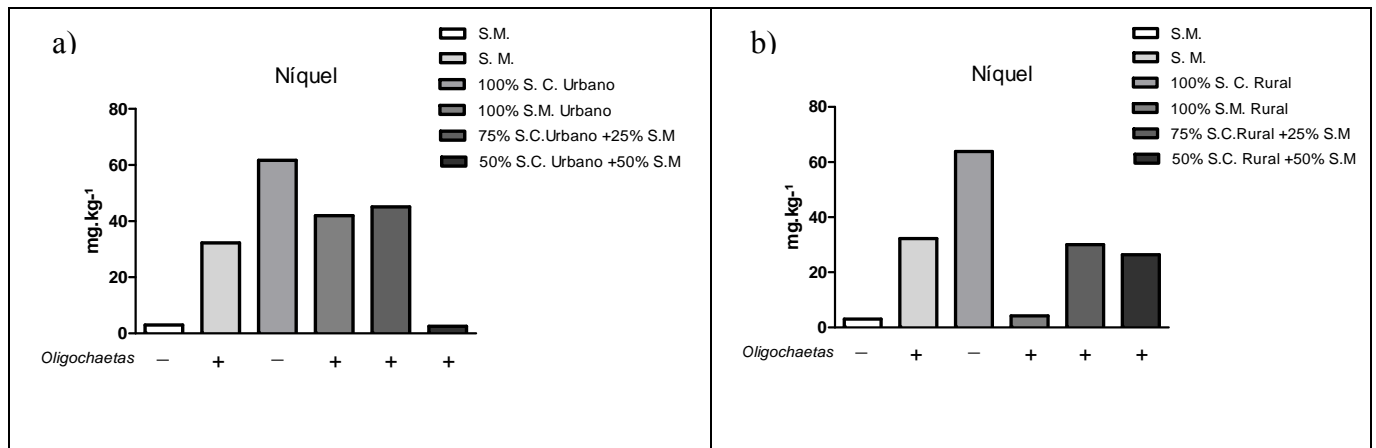 a)
Níquel
S.M.
S. M.
100% S. C. Urbano
100% S.M. Urbano
75% S.C.Urbano +25% S.M
50% S.C. Urbano +50% S.M
mg.kg-¹
80
60
40
20
0
Oligochaetas – + – + + +
b)
Níquel
S.M.
S. M.
100% S. C. Rural
100% S.M. Rural
75% S.C.Rural +25% S.M
50% S.C. Rural +50% S.M
mg.kg-¹
80
60
40
20
0
Oligochaetas – + – + + +